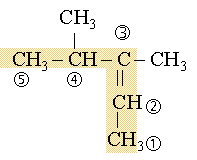 CH₃ ③
CH₃ – CH – C – CH₃
⑤ ④ ||
CH ②
CH₃ ①